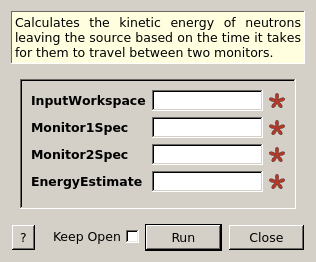 Calculates the kinetic energy of neutrons
leaving the source based on the time it takes
for them to travel between two monitors.
InputWorkspace
Monitor1Spec
Monitor2Spec
EnergyEstimate
? Keep Open Run Close